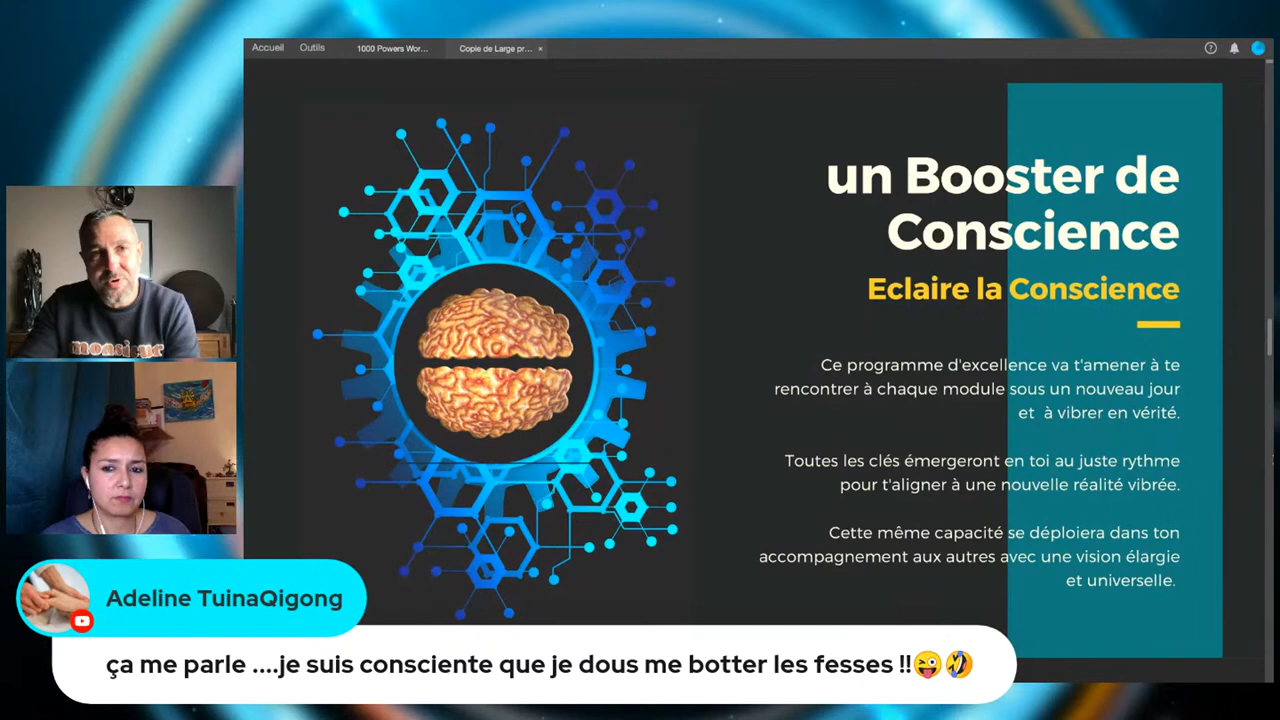 Accueil Outils 1000 Powers Wor... Copie de Large pr... ×
un Booster de
Conscience
Eclaire la Conscience
Ce programme d'excellence va t'amener à te
rencontrer à chaque module sous un nouveau jour
et à vibrer en vérité.
Toutes les clés émergeront en toi au juste rythme
pour t'aligner à une nouvelle réalité vibrée.
Cette même capacité se déploiera dans ton
accompagnement aux autres avec une vision élargie
et universelle.
monsieur
Adeline TuinaQigong
ça me parle ....je suis consciente que je dous me botter les fesses !!😜🤣